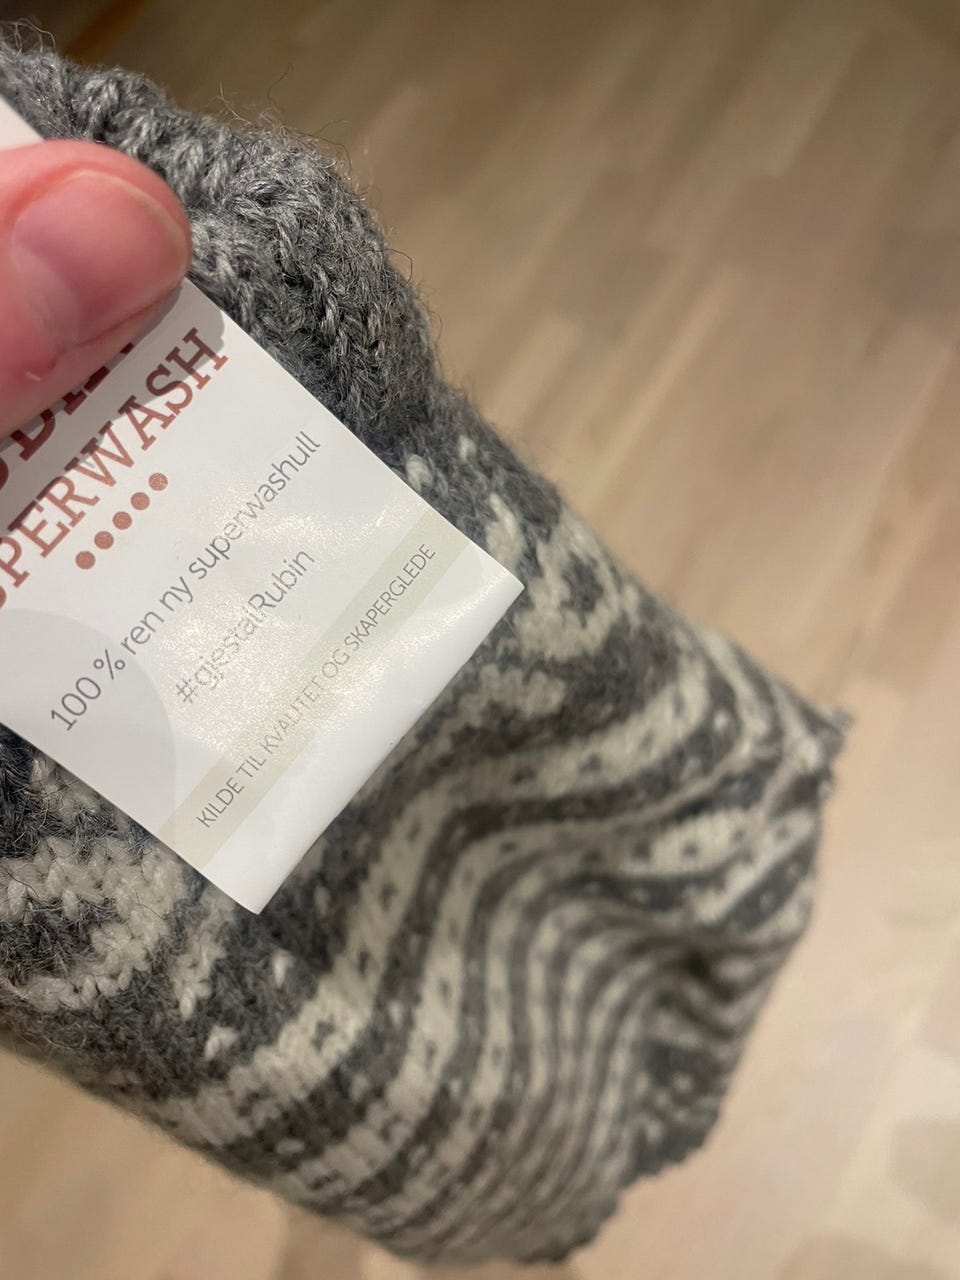 PERWASH
100 % ren ny superwashull
#gjestalRubin
KILDE TIL KVALITET OG SKAPERGLEDE